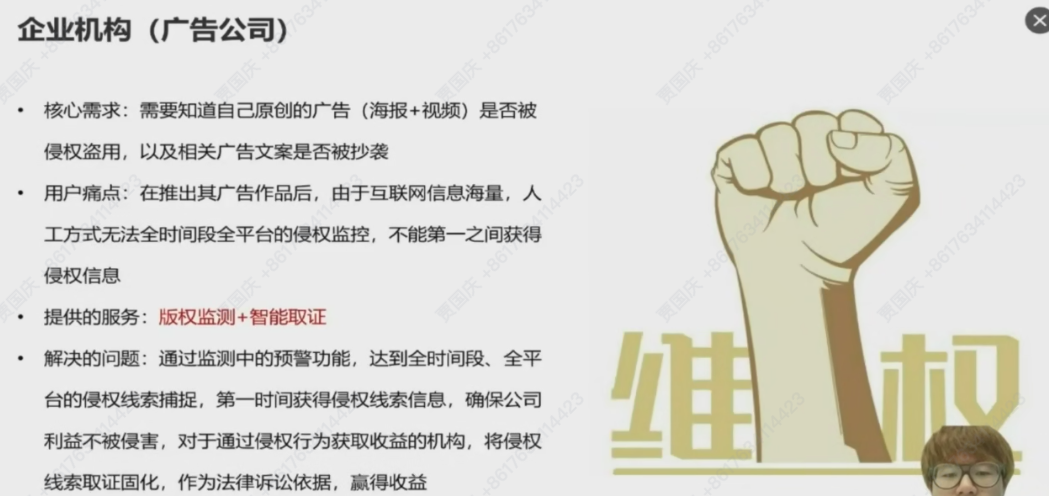 企业机构（广告公司）
• 核心需求：需要知道自己原创的广告（海报+视频）是否被
侵权盗用，以及相关广告文案是否被抄袭
• 用户痛点：在推出其广告作品后，由于互联网信息海量，人
工方式无法全时间段全平台的侵权监控，不能第一之间获得
侵权信息
• 提供的服务：版权监测+智能取证
• 解决的问题：通过监测中的预警功能，达到全时间段、全平
台的侵权线索捕捉，第一时间获得侵权线索信息，确保公司
利益不被侵害，对于通过侵权行为获取收益的机构，将侵权
线索取证固化，作为法律诉讼依据，赢得收益
维权
贾国庆 +8617634114423